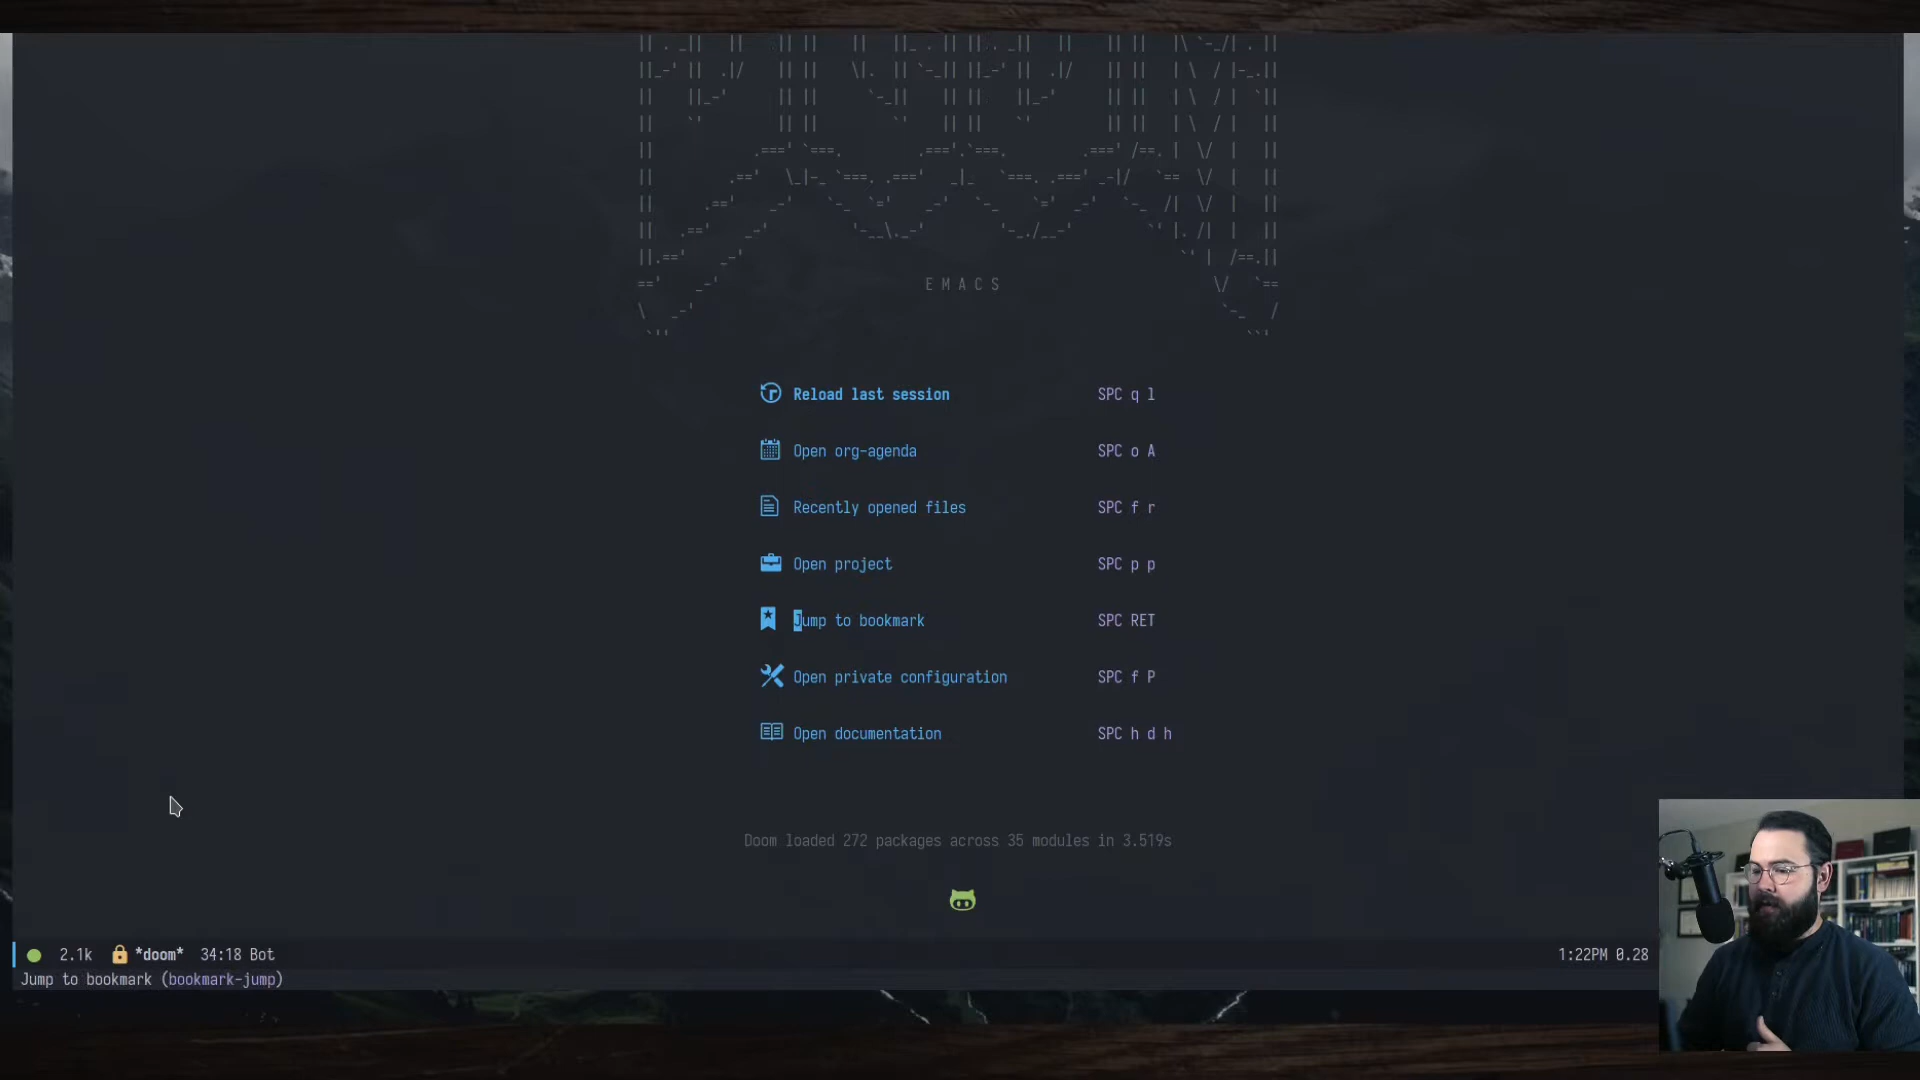 EMACS
Reload last session SPC q l
Open org-agenda SPC o A
Recently opened files SPC f r
Open project SPC p p
Jump to bookmark SPC RET
Open private configuration SPC f P
Open documentation SPC h d h
Doom loaded 272 packages across 35 modules in 3.519s
2.1k *doom* 34:18 Bot 1:22PM 0.28
Jump to bookmark (bookmark-jump)